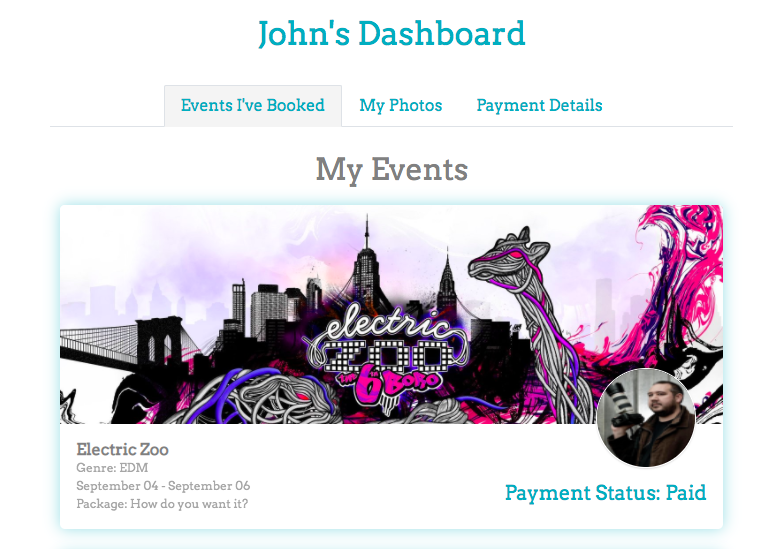 John's Dashboard
Events I've Booked
My Photos
Payment Details
My Events
electric
ZOO
THE 6TH BORO
Electric Zoo
Genre: EDM
September 04 - September 06
Package: How do you want it?
Payment Status: Paid